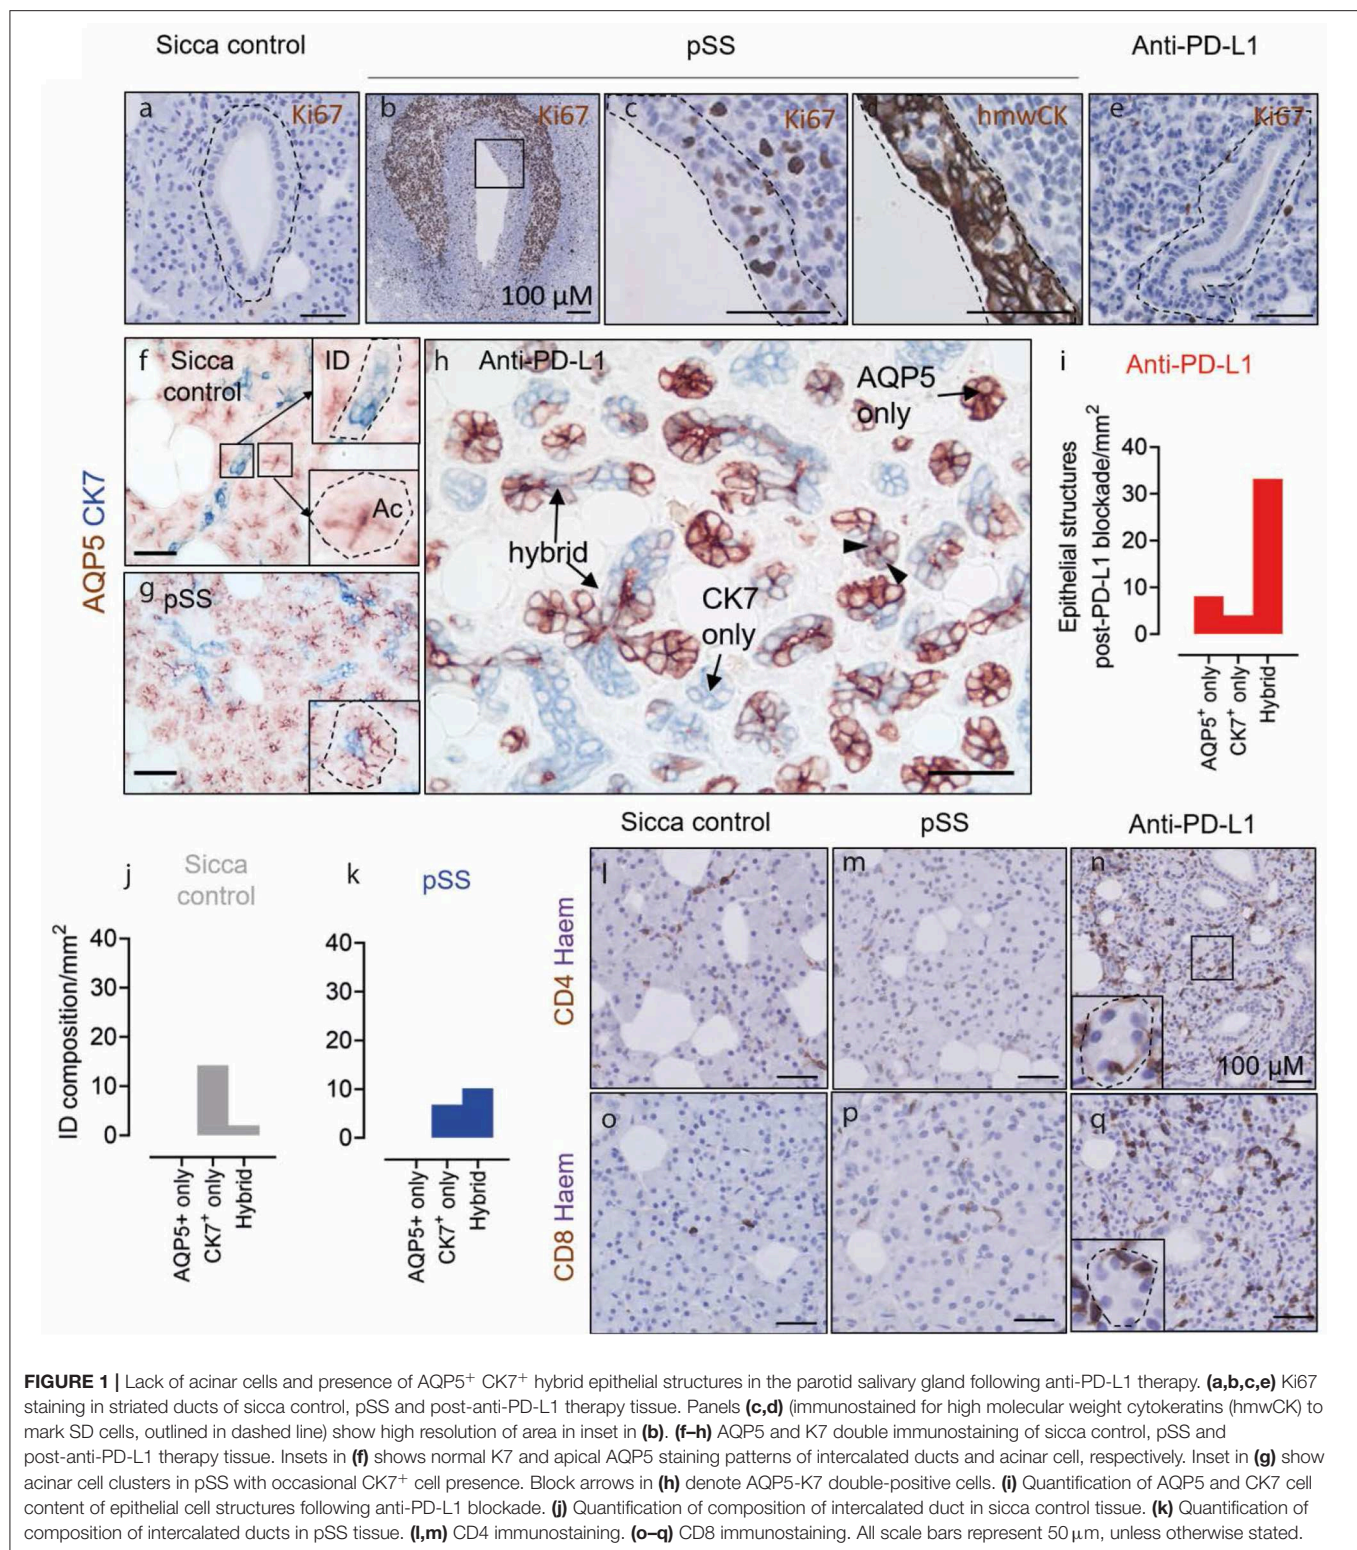 Sicca control
pSS
Anti-PD-L1
a
Ki67
b
Ki67
100 µM
c
Ki67
hmwCK
e
Ki67
AQP5 CK7
f
Sicca
control
ID
Ac
g
pSS
h
Anti-PD-L1
AQP5
only
hybrid
CK7
only
i
Anti-PD-L1
Epithelial structures
post-PD-L1 blockade/mm²
40
30
20
10
0
AQP5⁺ only
CK7⁺ only
Hybrid
j
Sicca
control
ID composition/mm²
40
30
20
10
0
AQP5+ only
CK7⁺ only
Hybrid
k
pSS
40
30
20
10
0
AQP5⁺ only
CK7⁺ only
Hybrid
Sicca control
pSS
Anti-PD-L1
CD4 Haem
l
m
n
100 µM
CD8 Haem
o
p
q
FIGURE 1 | Lack of acinar cells and presence of AQP5⁺ CK7⁺ hybrid epithelial structures in the parotid salivary gland following anti-PD-L1 therapy. (a,b,c,e) Ki67
staining in striated ducts of sicca control, pSS and post-anti-PD-L1 therapy tissue. Panels (c,d) (immunostained for high molecular weight cytokeratins (hmwCK) to
mark SD cells, outlined in dashed line) show high resolution of area in inset in (b). (f–h) AQP5 and K7 double immunostaining of sicca control, pSS and
post-anti-PD-L1 therapy tissue. Insets in (f) shows normal K7 and apical AQP5 staining patterns of intercalated ducts and acinar cell, respectively. Inset in (g) show
acinar cell clusters in pSS with occasional CK7⁺ cell presence. Block arrows in (h) denote AQP5-K7 double-positive cells. (i) Quantification of AQP5 and CK7 cell
content of epithelial cell structures following anti-PD-L1 blockade. (j) Quantification of composition of intercalated duct in sicca control tissue. (k) Quantification of
composition of intercalated ducts in pSS tissue. (l,m) CD4 immunostaining. (o–q) CD8 immunostaining. All scale bars represent 50 µm, unless otherwise stated.